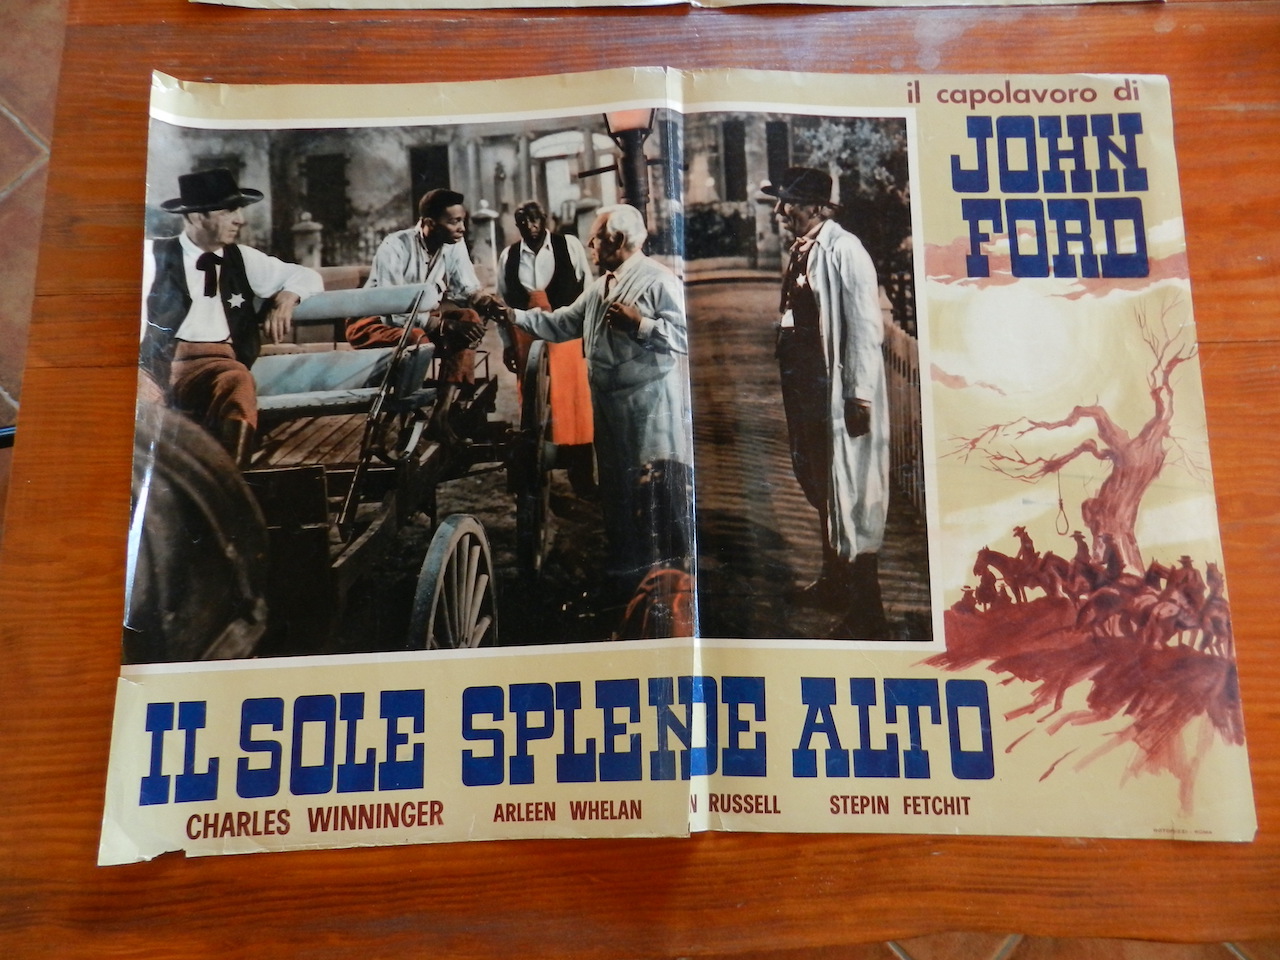 il capolavoro di
JOHN
FORD
IL SOLE SPLENDE ALTO
CHARLES WINNINGER ARLEEN WHELAN N RUSSELL STEPIN FETCHIT